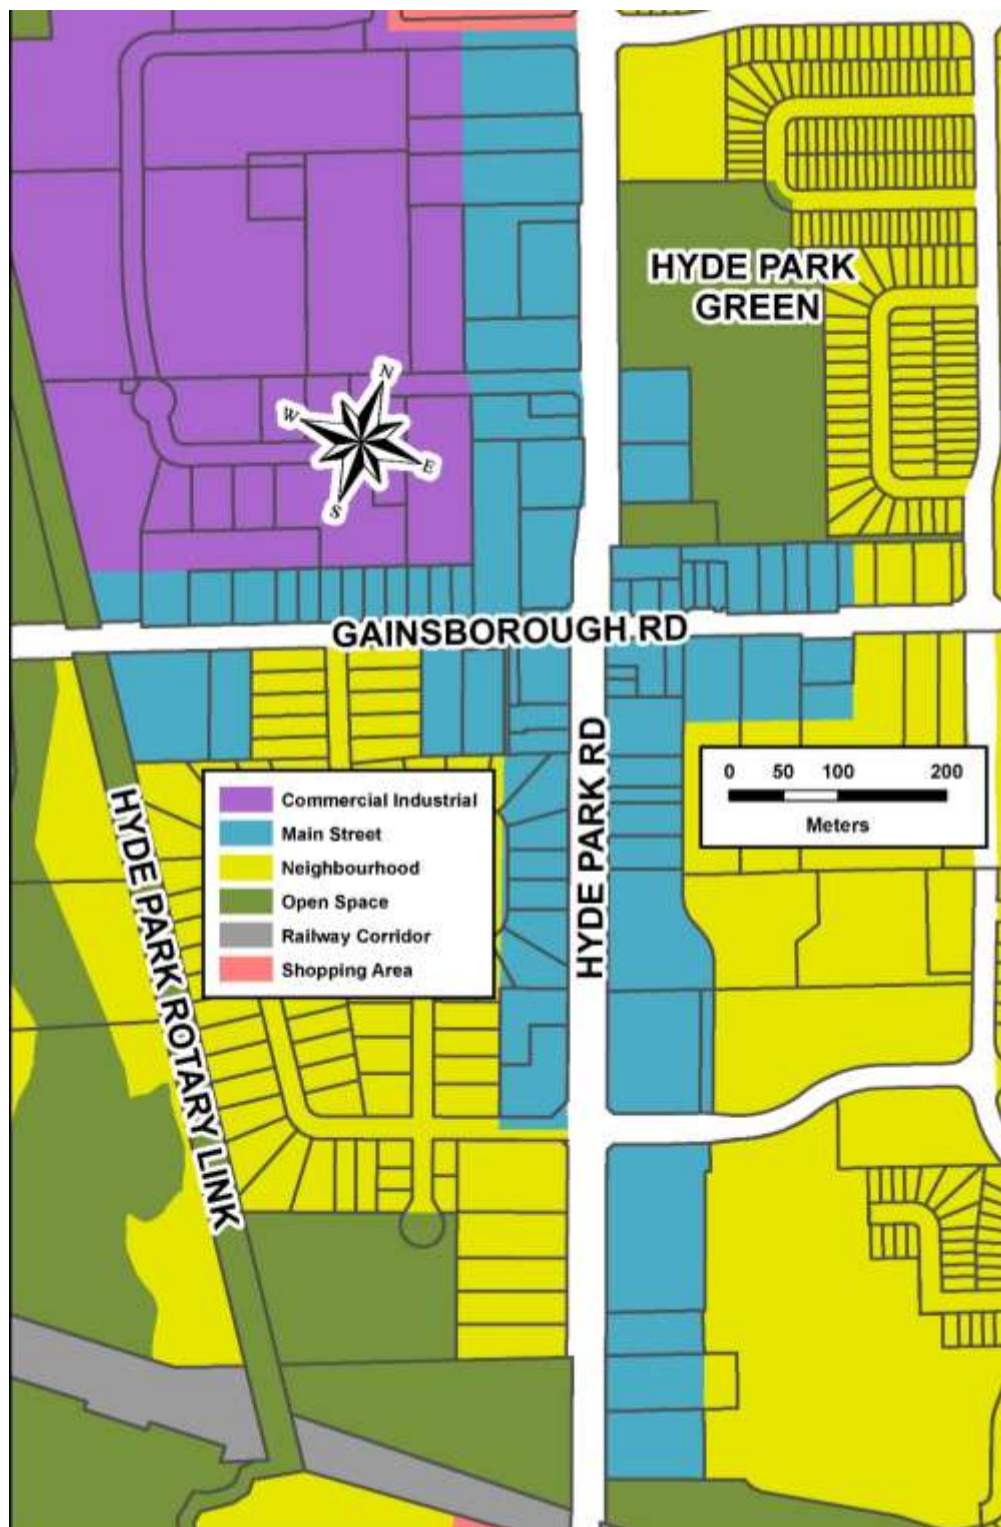 HYDE PARK
GREEN
N
W
E
S
GAINSBOROUGH RD
HYDE PARK RD
0 50 100 200
Meters
Commercial Industrial
Main Street
Neighbourhood
Open Space
Railway Corridor
Shopping Area
HYDE PARK ROTARY LINK